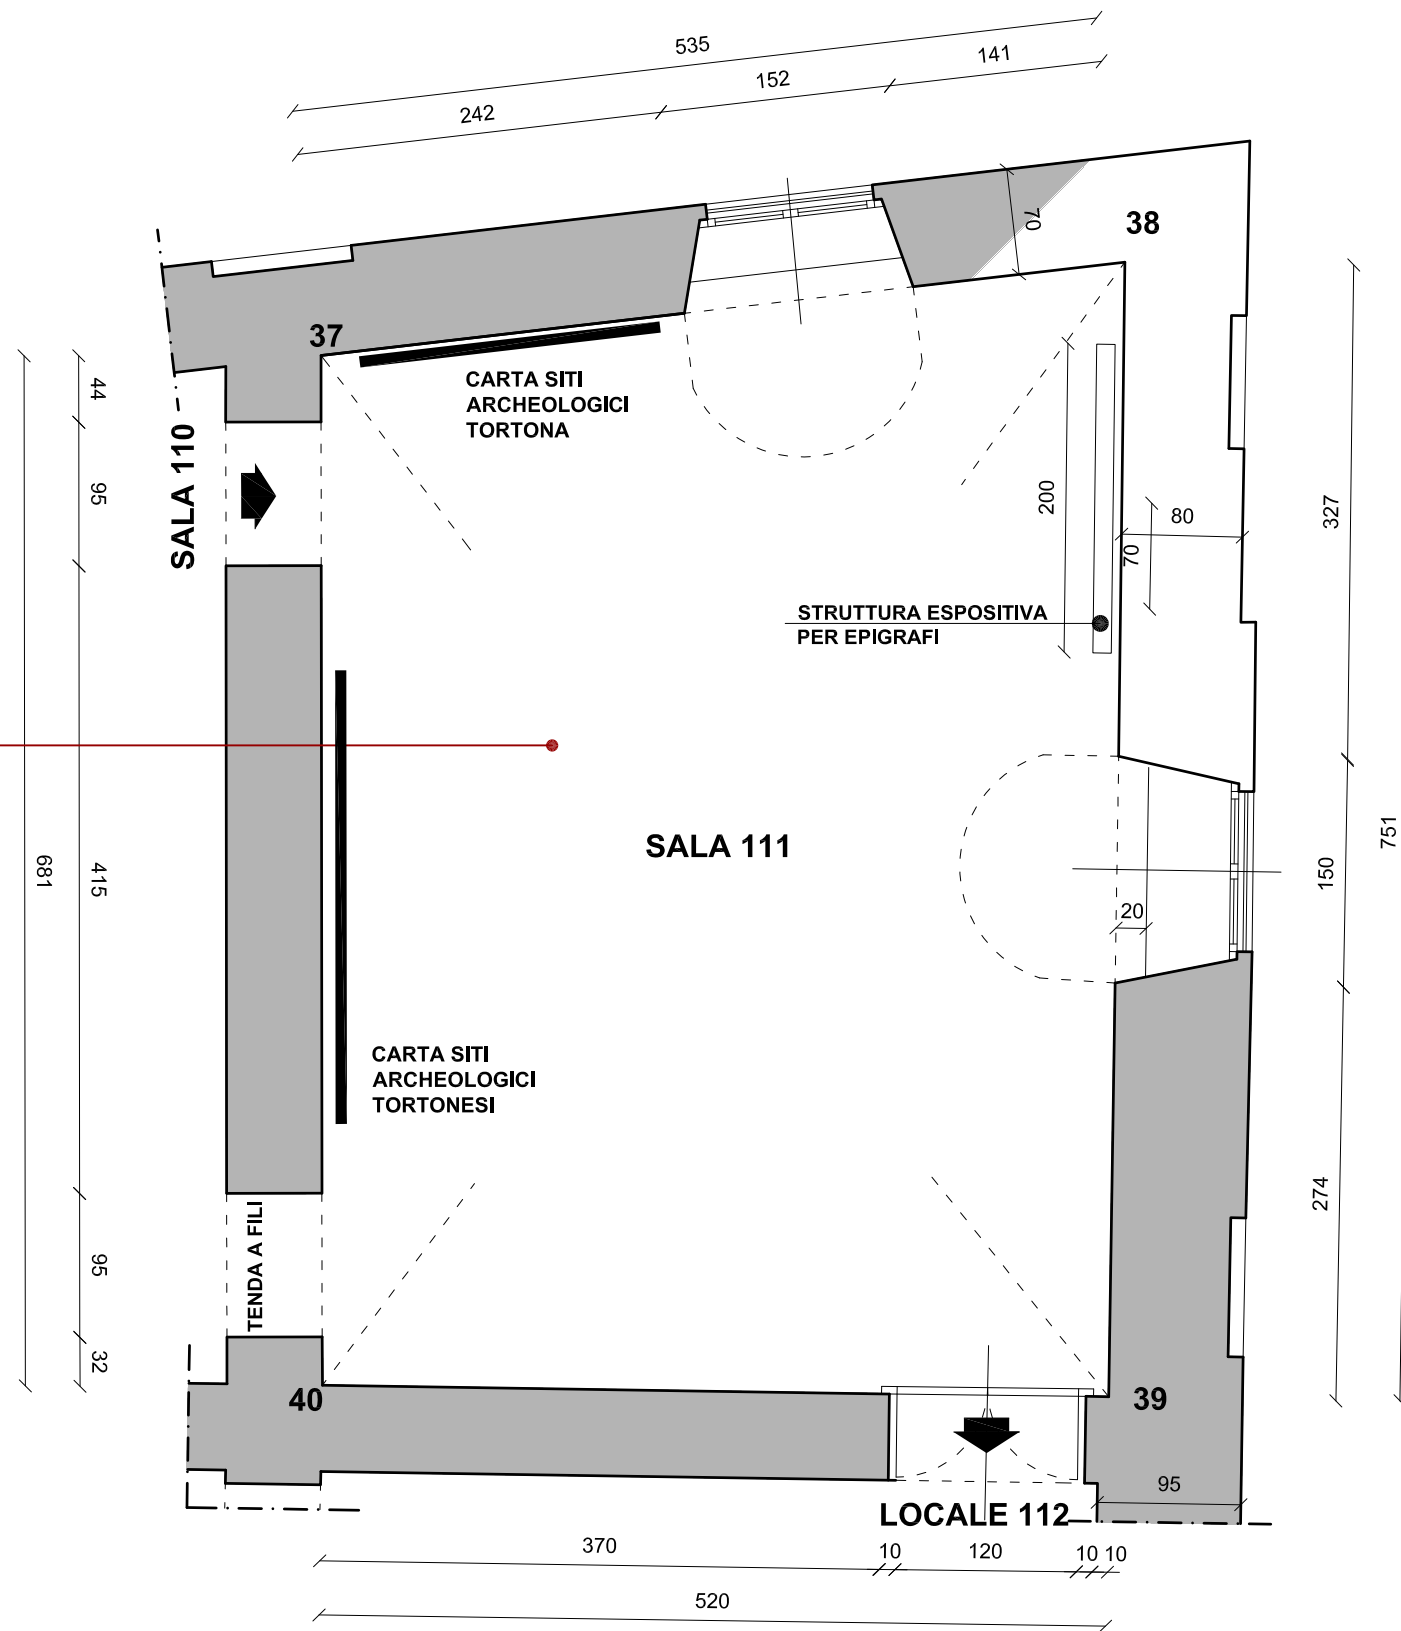 535
242
152
141
70
38
37
CARTA SITI
ARCHEOLOGICI
TORTONA
44
95
SALA 110
200
80
70
327
STRUTTURA ESPOSITIVA
PER EPIGRAFI
SALA 111
681
415
20
150
751
CARTA SITI
ARCHEOLOGICI
TORTONESI
274
TENDA A FILI
95
32
40
39
95
LOCALE 112
370
10
120
10
10
520